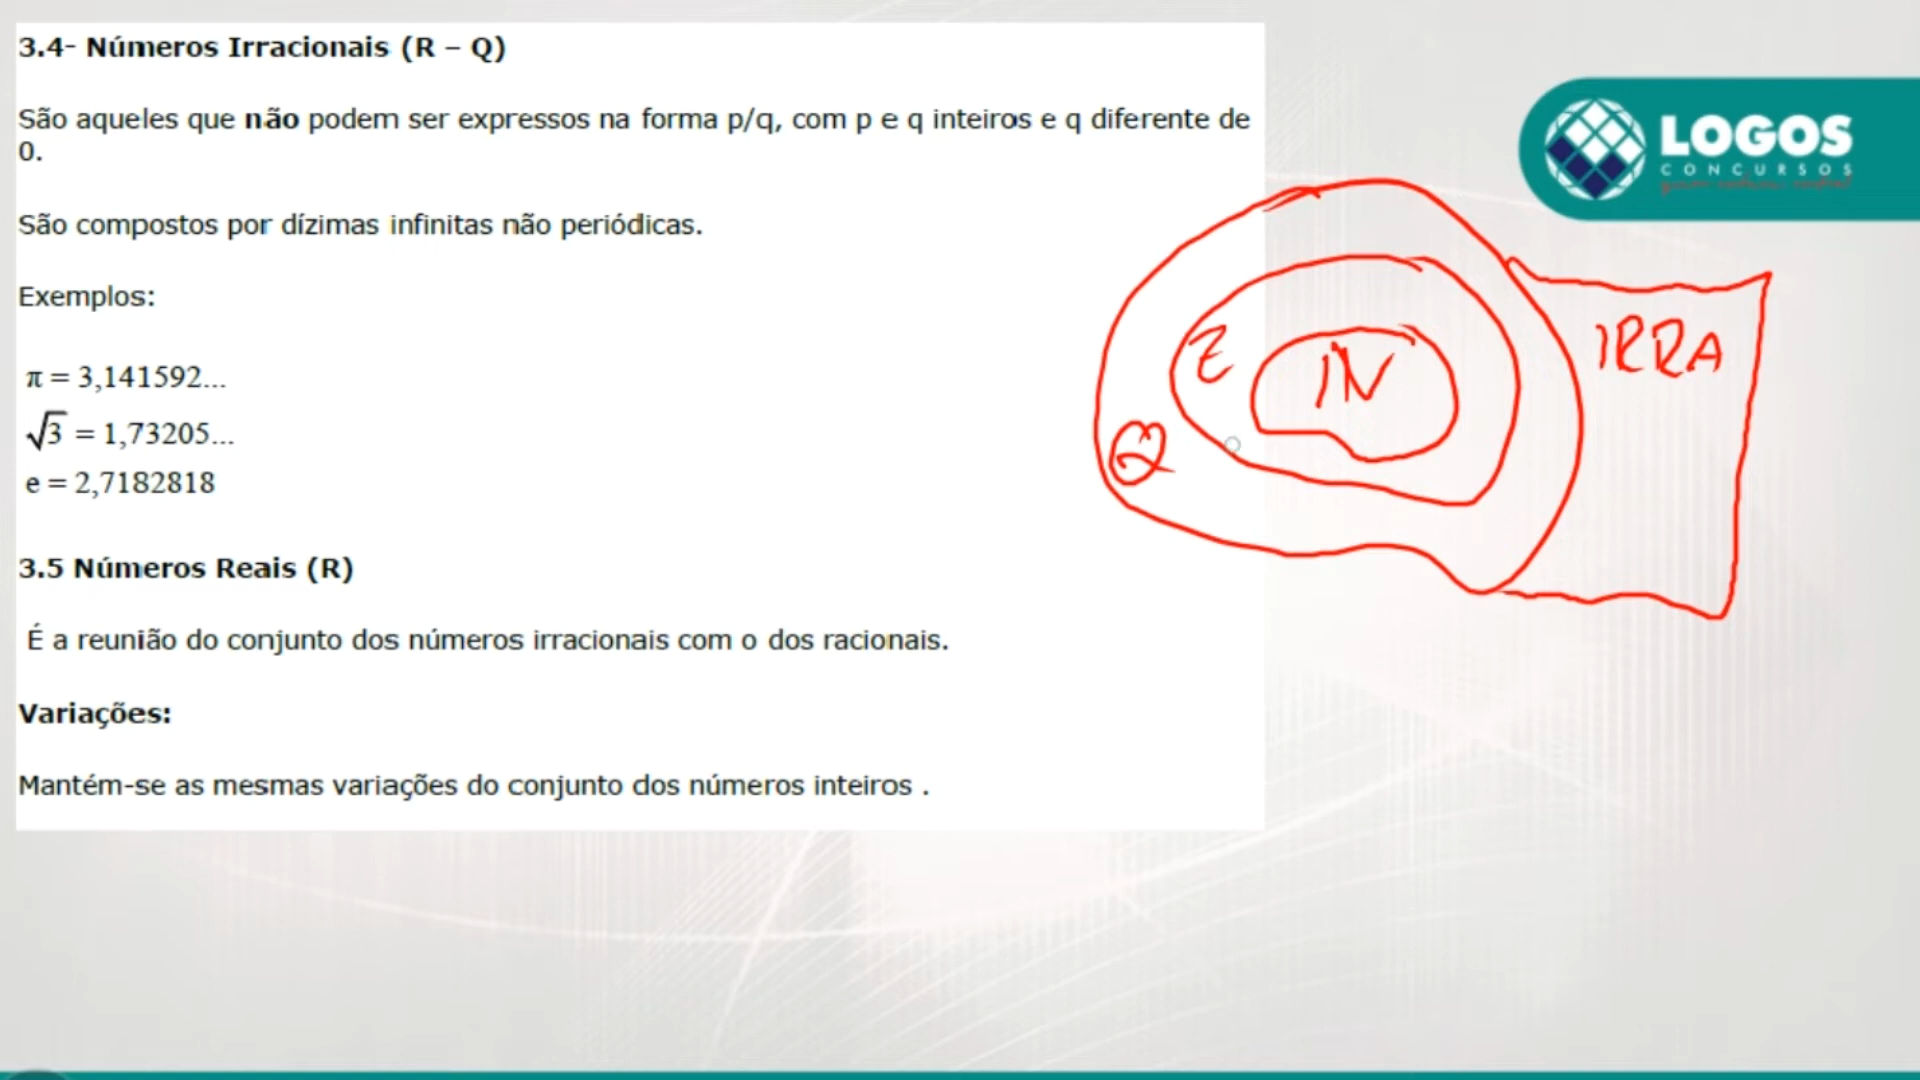 3.4- Números Irracionais (R – Q)
São aqueles que não podem ser expressos na forma p/q, com p e q inteiros e q diferente de
0.
São compostos por dízimas infinitas não periódicas.
Exemplos:
π = 3,141592...
√3 = 1,73205...
e = 2,7182818
3.5 Números Reais (R)
É a reunião do conjunto dos números irracionais com o dos racionais.
Variações:
Mantém-se as mesmas variações do conjunto dos números inteiros .
LOGOS
CONCURSOS
Z
IN
IRRA
Q